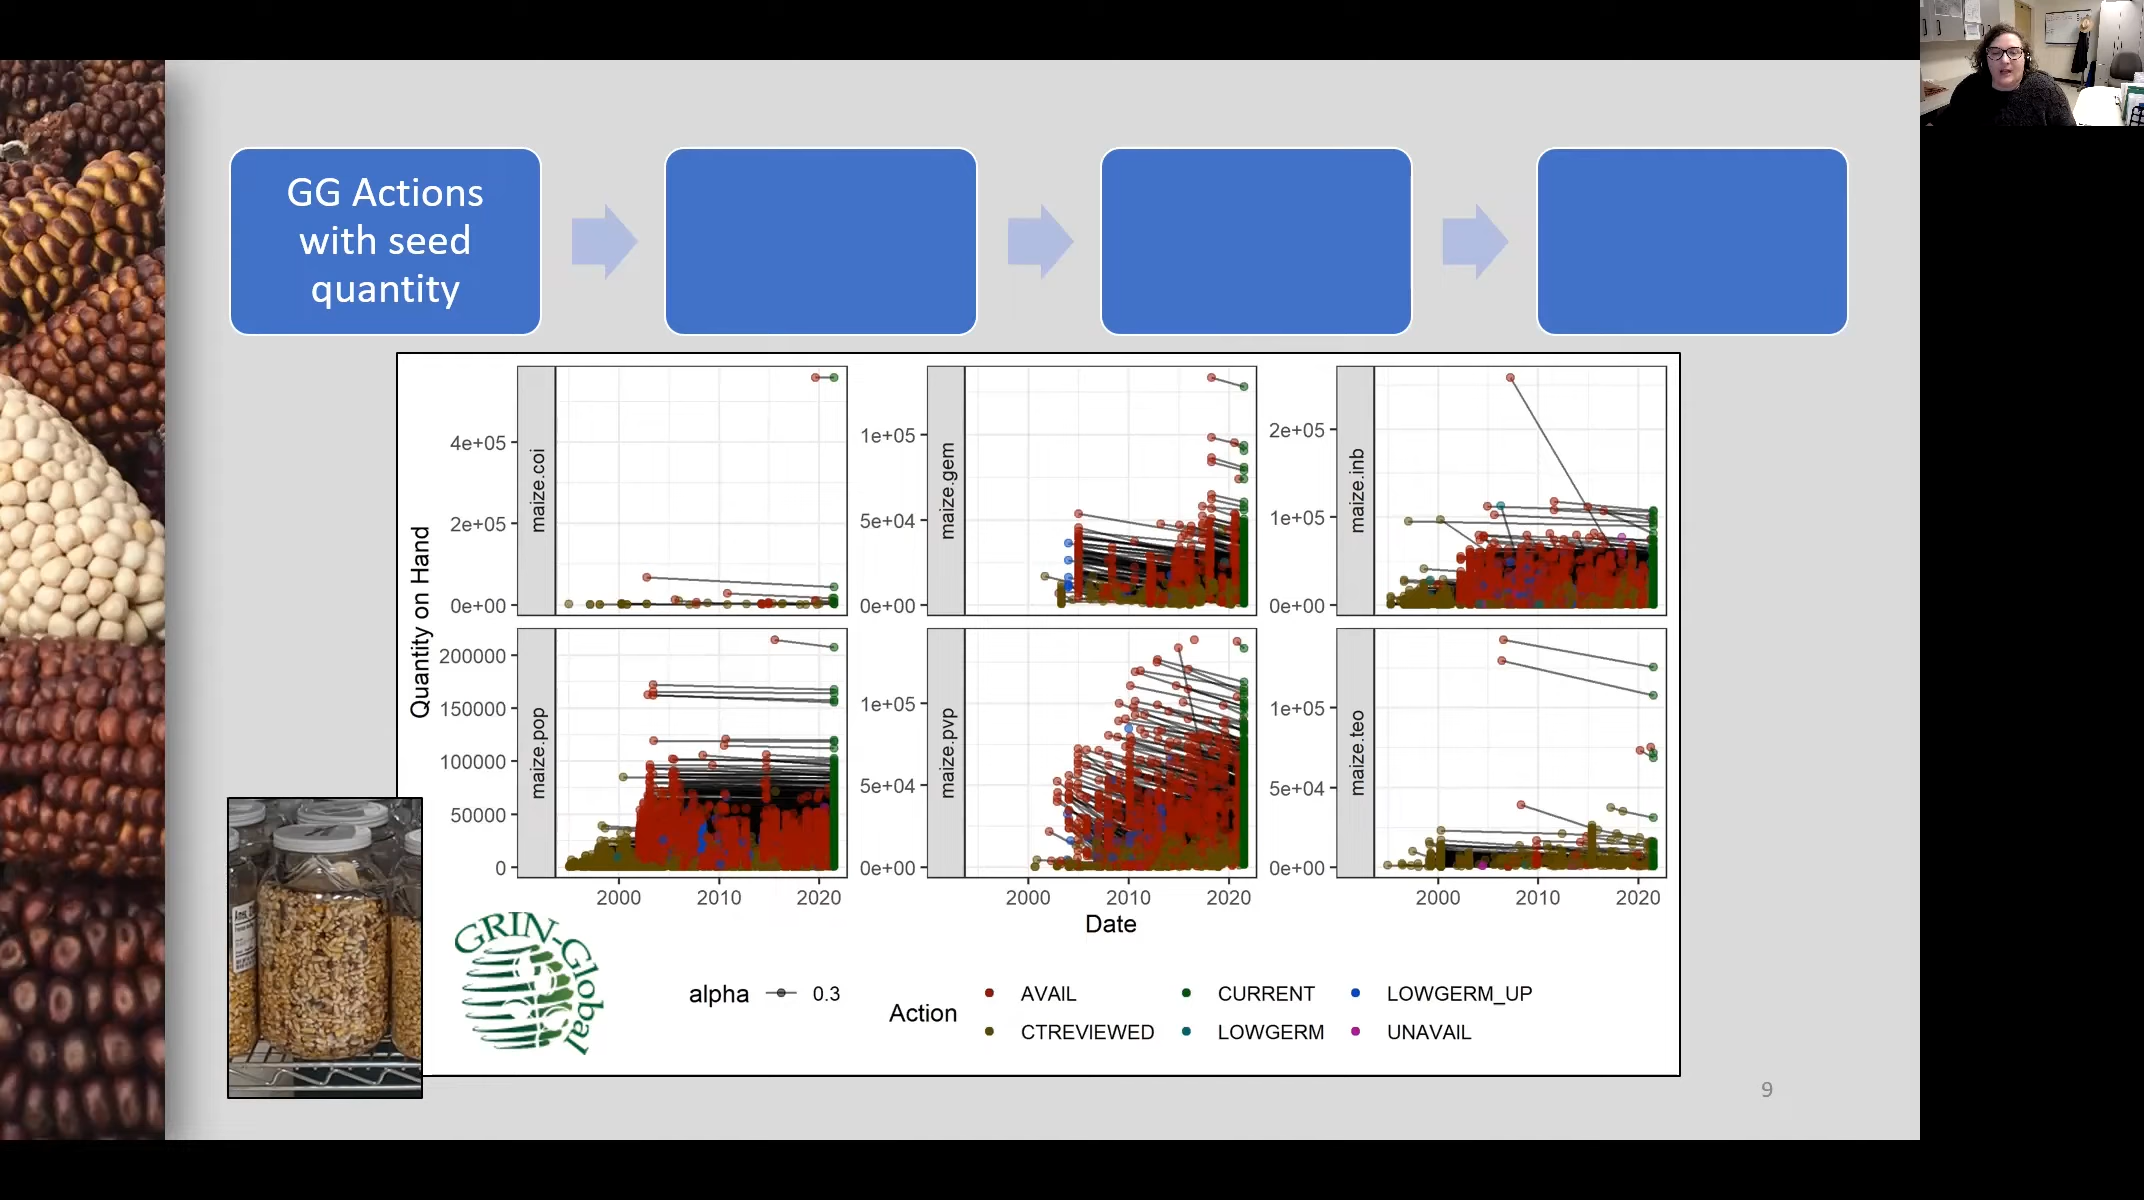 GG Actions
with seed
quantity
Quantity on Hand
maize.coi
4e+05
2e+05
0e+00
maize.gem
1e+05
5e+04
0e+00
maize.inb
2e+05
1e+05
0e+00
maize.pop
200000
150000
100000
50000
0
2000 2010 2020
maize.pvp
1e+05
5e+04
0e+00
2000 2010 2020
maize.teo
1e+05
5e+04
0e+00
2000 2010 2020
Date
GRIN-Global
alpha 0.3
Action
AVAIL CURRENT LOWGERM_UP
CTREVIEWED LOWGERM UNAVAIL
9